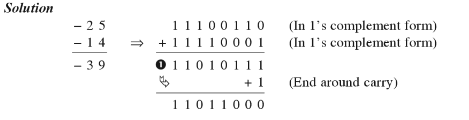 Solution
− 2 5 1 1 1 0 0 1 1 0 (In 1's complement form)
− 1 4 ⇒ + 1 1 1 1 0 0 0 1 (In 1's complement form)
− 3 9 ❶ 1 1 0 1 0 1 1 1
+ 1 (End around carry)
1 1 0 1 1 0 0 0